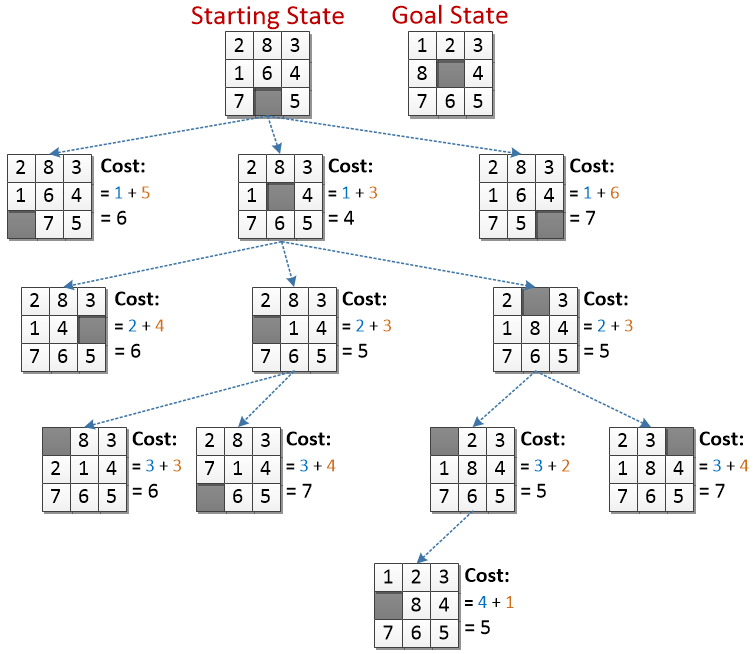 Starting State
Goal State
2 8 3
1 6 4
7 5
1 2 3
8 4
7 6 5
2 8 3
1 6 4
7 5
Cost:
= 1 + 5
= 6
2 8 3
1 4
7 6 5
Cost:
= 1 + 3
= 4
2 8 3
1 6 4
7 5
Cost:
= 1 + 6
= 7
2 8 3
1 4
7 6 5
Cost:
= 2 + 4
= 6
2 8 3
1 4
7 6 5
Cost:
= 2 + 3
= 5
2 3
1 8 4
7 6 5
Cost:
= 2 + 3
= 5
8 3
2 1 4
7 6 5
Cost:
= 3 + 3
= 6
2 8 3
7 1 4
6 5
Cost:
= 3 + 4
= 7
2 3
1 8 4
7 6 5
Cost:
= 3 + 2
= 5
2 3
1 8 4
7 6 5
Cost:
= 3 + 4
= 7
1 2 3
8 4
7 6 5
Cost:
= 4 + 1
= 5